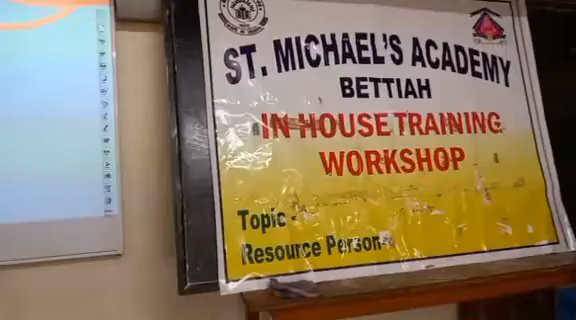 ST. MICHAEL'S ACADEMY
BETTIAH
IN HOUSE TRAINING
WORKSHOP
Topic -
Resource Person-